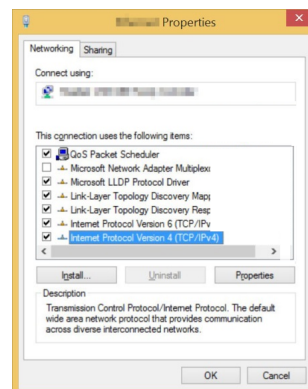 Properties
Networking Sharing
Connect using:
This connection uses the following items:
QoS Packet Scheduler
Microsoft Network Adapter Multiplex
Microsoft LLDP Protocol Driver
Link-Layer Topology Discovery Mapp
Link-Layer Topology Discovery Resp
Internet Protocol Version 6 (TCP/IPv
Internet Protocol Version 4 (TCP/IPv4)
Install... Uninstall Properties
Description
Transmission Control Protocol/Internet Protocol. The default
wide area network protocol that provides communication
across diverse interconnected networks.
OK Cancel